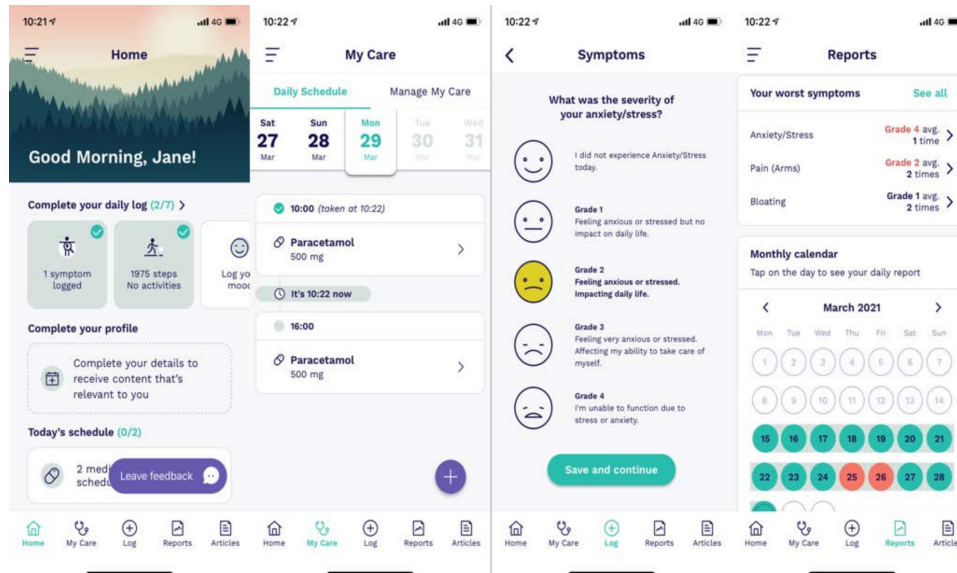 10:21
4G
Home
Good Morning, Jane!
Complete your daily log (2/7) >
1 symptom
logged
1975 steps
No activities
Log yo
mood
Complete your profile
Complete your details to
receive content that's
relevant to you
Today's schedule (0/2)
2 medi
schedu
Leave feedback
Home
My Care
Log
Reports
Articles
10:22
4G
My Care
Daily Schedule
Manage My Care
Sat
Sun
Mon
Tue
Wed
27
28
29
30
31
Mar
Mar
Mar
Mar
Mar
10:00 (taken at 10:22)
Paracetamol
500 mg
It's 10:22 now
16:00
Paracetamol
500 mg
Home
My Care
Log
Reports
Articles
10:22
4G
Symptoms
What was the severity of
your anxiety/stress?
I did not experience Anxiety/Stress
today.
Grade 1
Feeling anxious or stressed but no
impact on daily life.
Grade 2
Feeling anxious or stressed.
Impacting daily life.
Grade 3
Feeling very anxious or stressed.
Affecting my ability to take care of
myself.
Grade 4
I'm unable to function due to
stress or anxiety.
Save and continue
Home
My Care
Log
Reports
Articles
10:22
4G
Reports
Your worst symptoms
See all
Anxiety/Stress
Grade 4 avg.
1 time
Pain (Arms)
Grade 2 avg.
2 times
Bloating
Grade 1 avg.
2 times
Monthly calendar
Tap on the day to see your daily report
March 2021
Mon Tue Wed Thu Fri Sat Sun
1 2 3 4 5 6 7
8 9 10 11 12 13 14
15 16 17 18 19 20 21
22 23 24 25 26 27 28
Home
My Care
Log
Reports
Article